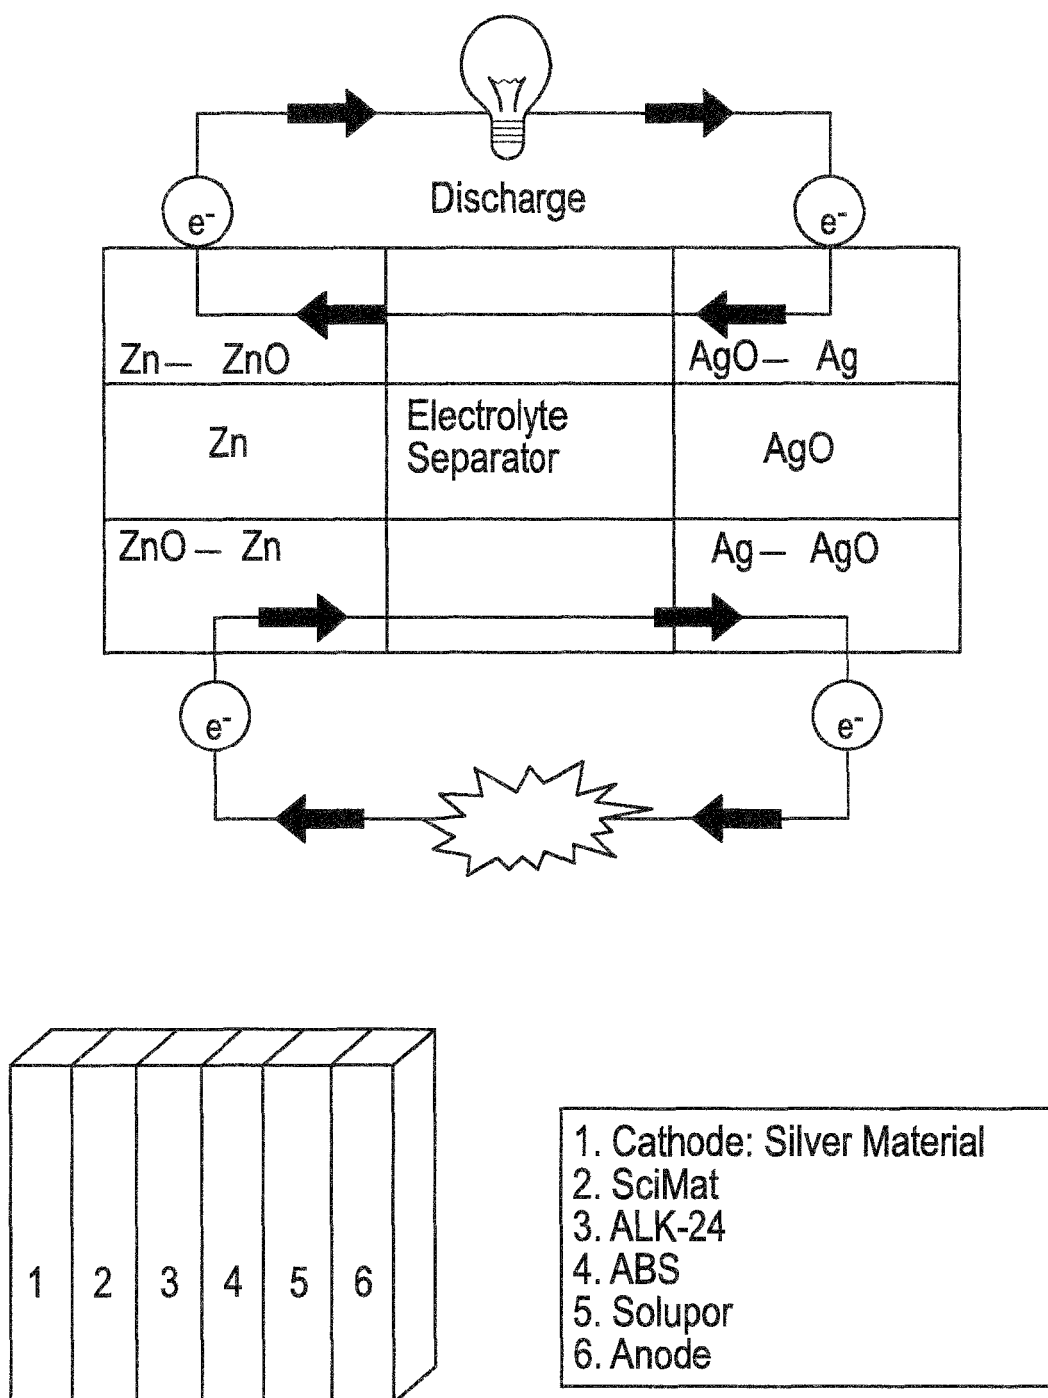 Discharge
e⁻
e⁻
Zn — ZnO
AgO — Ag
Zn
Electrolyte
Separator
AgO
ZnO — Zn
Ag — AgO
e⁻
e⁻
1 2 3 4 5 6
1. Cathode: Silver Material
2. SciMat
3. ALK-24
4. ABS
5. Solupor
6. Anode